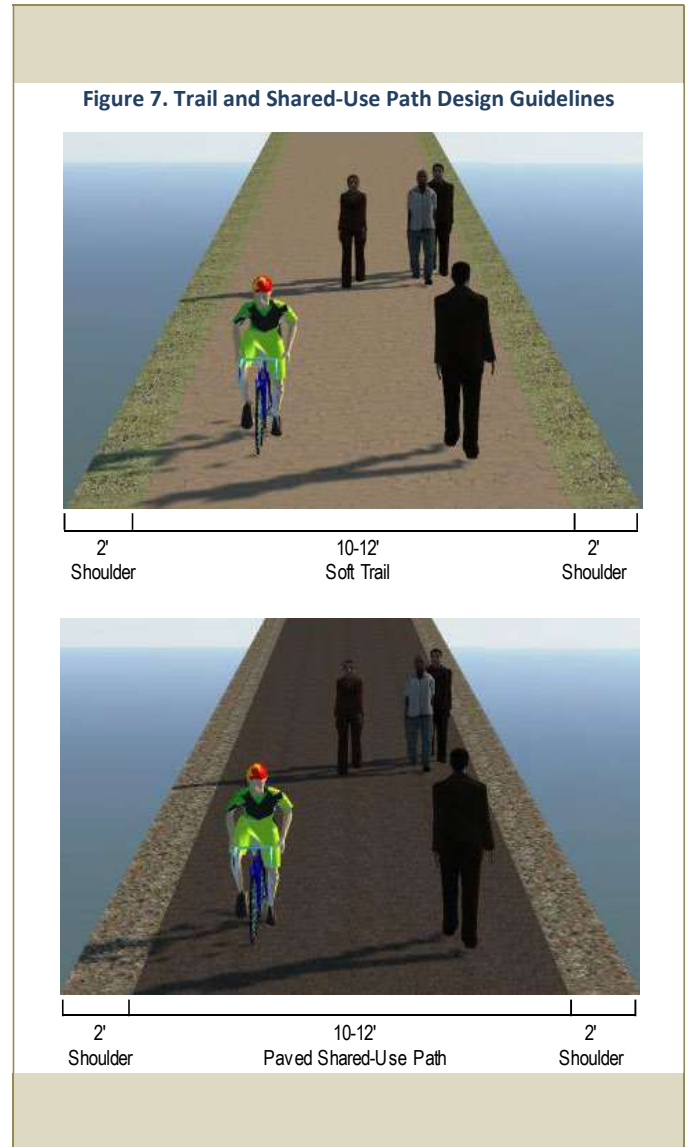 Figure 7. Trail and Shared-Use Path Design Guidelines
2' 10-12' 2'
Shoulder Soft Trail Shoulder
2' 10-12' 2'
Shoulder Paved Shared-Use Path Shoulder